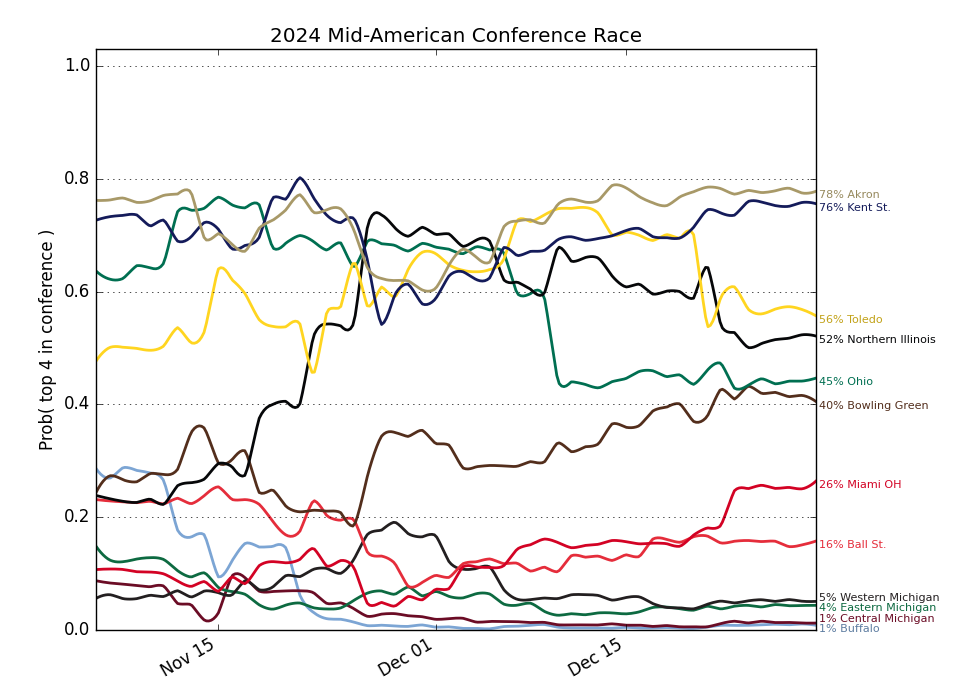 2024 Mid-American Conference Race
Prob( top 4 in conference )
1.0
0.8
0.6
0.4
0.2
0.0
Nov 15
Dec 01
Dec 15
78% Akron
76% Kent St.
56% Toledo
52% Northern Illinois
45% Ohio
40% Bowling Green
26% Miami OH
16% Ball St.
5% Western Michigan
4% Eastern Michigan
1% Central Michigan
1% Buffalo